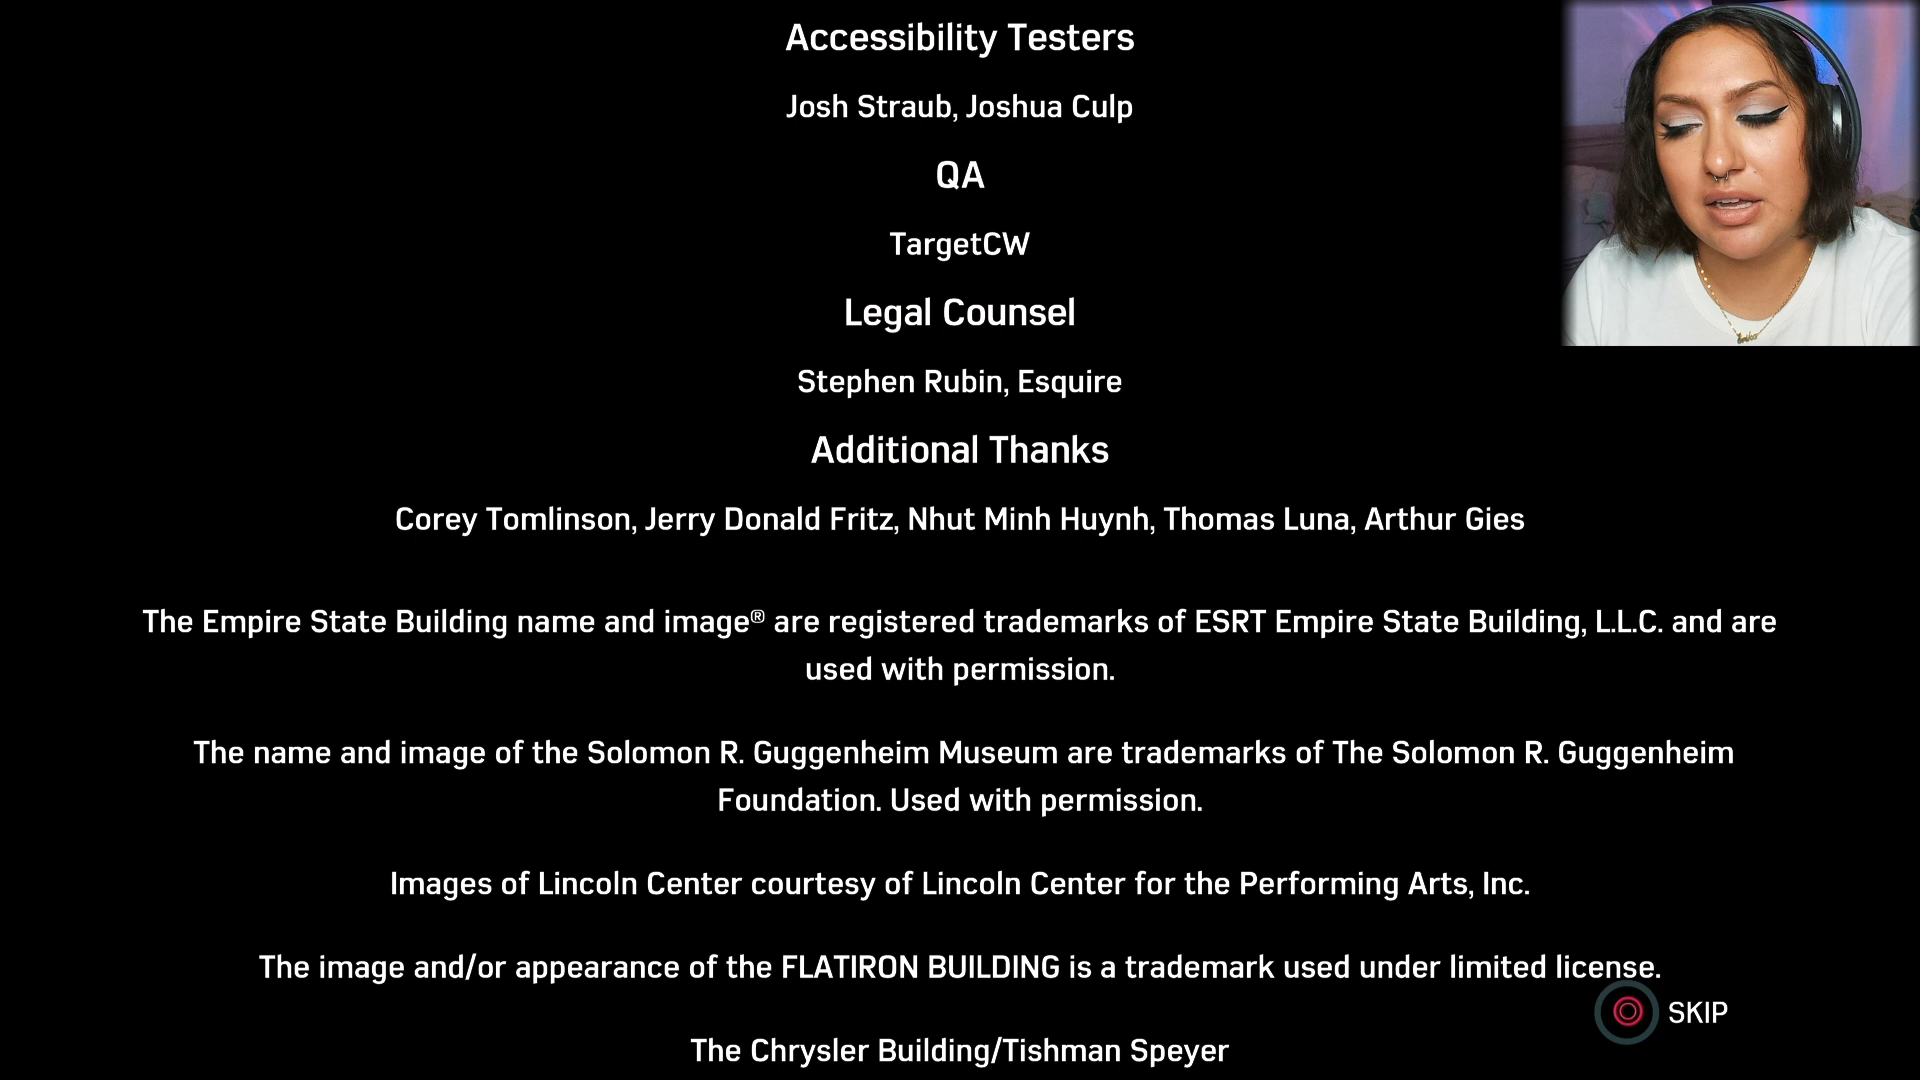 Accessibility Testers
Josh Straub, Joshua Culp
QA
TargetCW
Legal Counsel
Stephen Rubin, Esquire
Additional Thanks
Corey Tomlinson, Jerry Donald Fritz, Nhut Minh Huynh, Thomas Luna, Arthur Gies
The Empire State Building name and image® are registered trademarks of ESRT Empire State Building, L.L.C. and are
used with permission.
The name and image of the Solomon R. Guggenheim Museum are trademarks of The Solomon R. Guggenheim
Foundation. Used with permission.
Images of Lincoln Center courtesy of Lincoln Center for the Performing Arts, Inc.
The image and/or appearance of the FLATIRON BUILDING is a trademark used under limited license.
SKIP
The Chrysler Building/Tishman Speyer